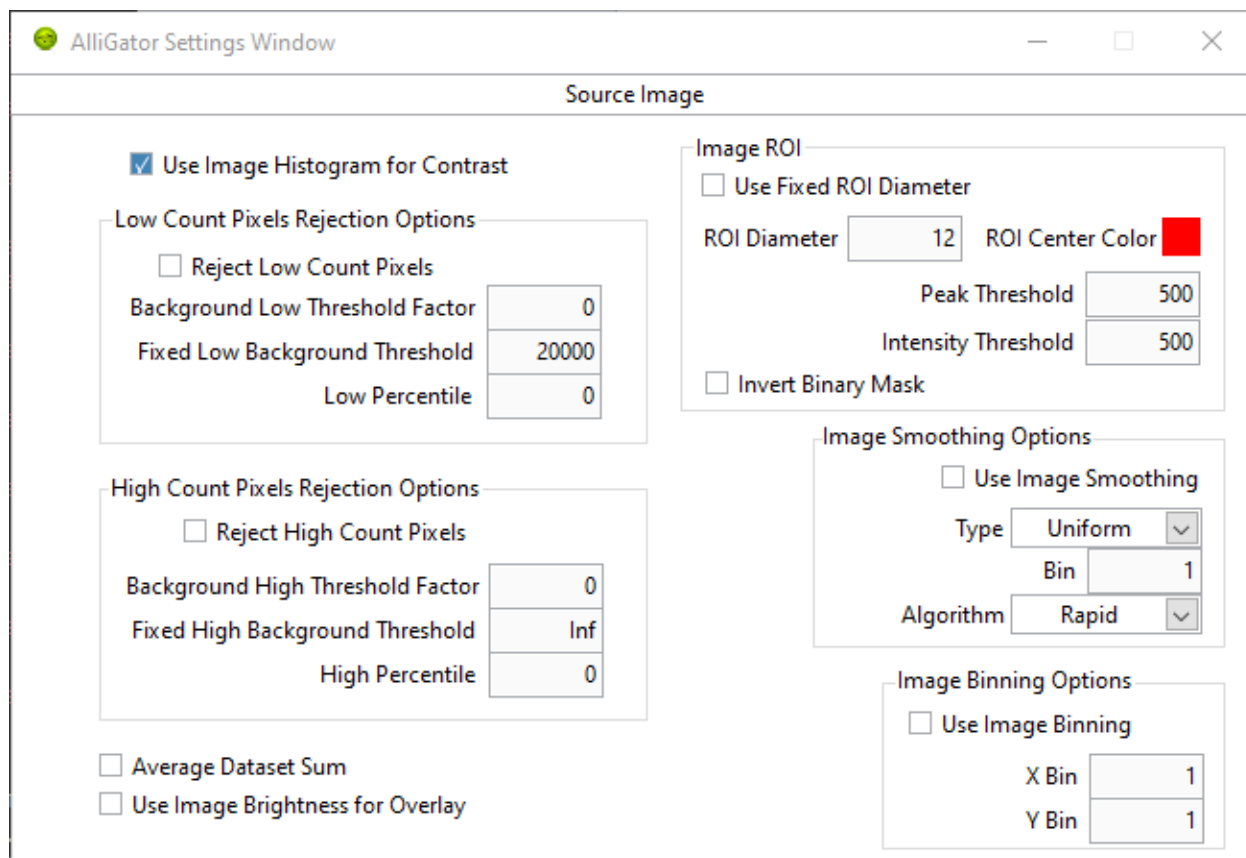 AlliGator Settings Window
Source Image
Use Image Histogram for Contrast
Low Count Pixels Rejection Options
Reject Low Count Pixels
Background Low Threshold Factor 0
Fixed Low Background Threshold 20000
Low Percentile 0
High Count Pixels Rejection Options
Reject High Count Pixels
Background High Threshold Factor 0
Fixed High Background Threshold Inf
High Percentile 0
Average Dataset Sum
Use Image Brightness for Overlay
Image ROI
Use Fixed ROI Diameter
ROI Diameter 12 ROI Center Color
Peak Threshold 500
Intensity Threshold 500
Invert Binary Mask
Image Smoothing Options
Use Image Smoothing
Type Uniform
Bin 1
Algorithm Rapid
Image Binning Options
Use Image Binning
X Bin 1
Y Bin 1